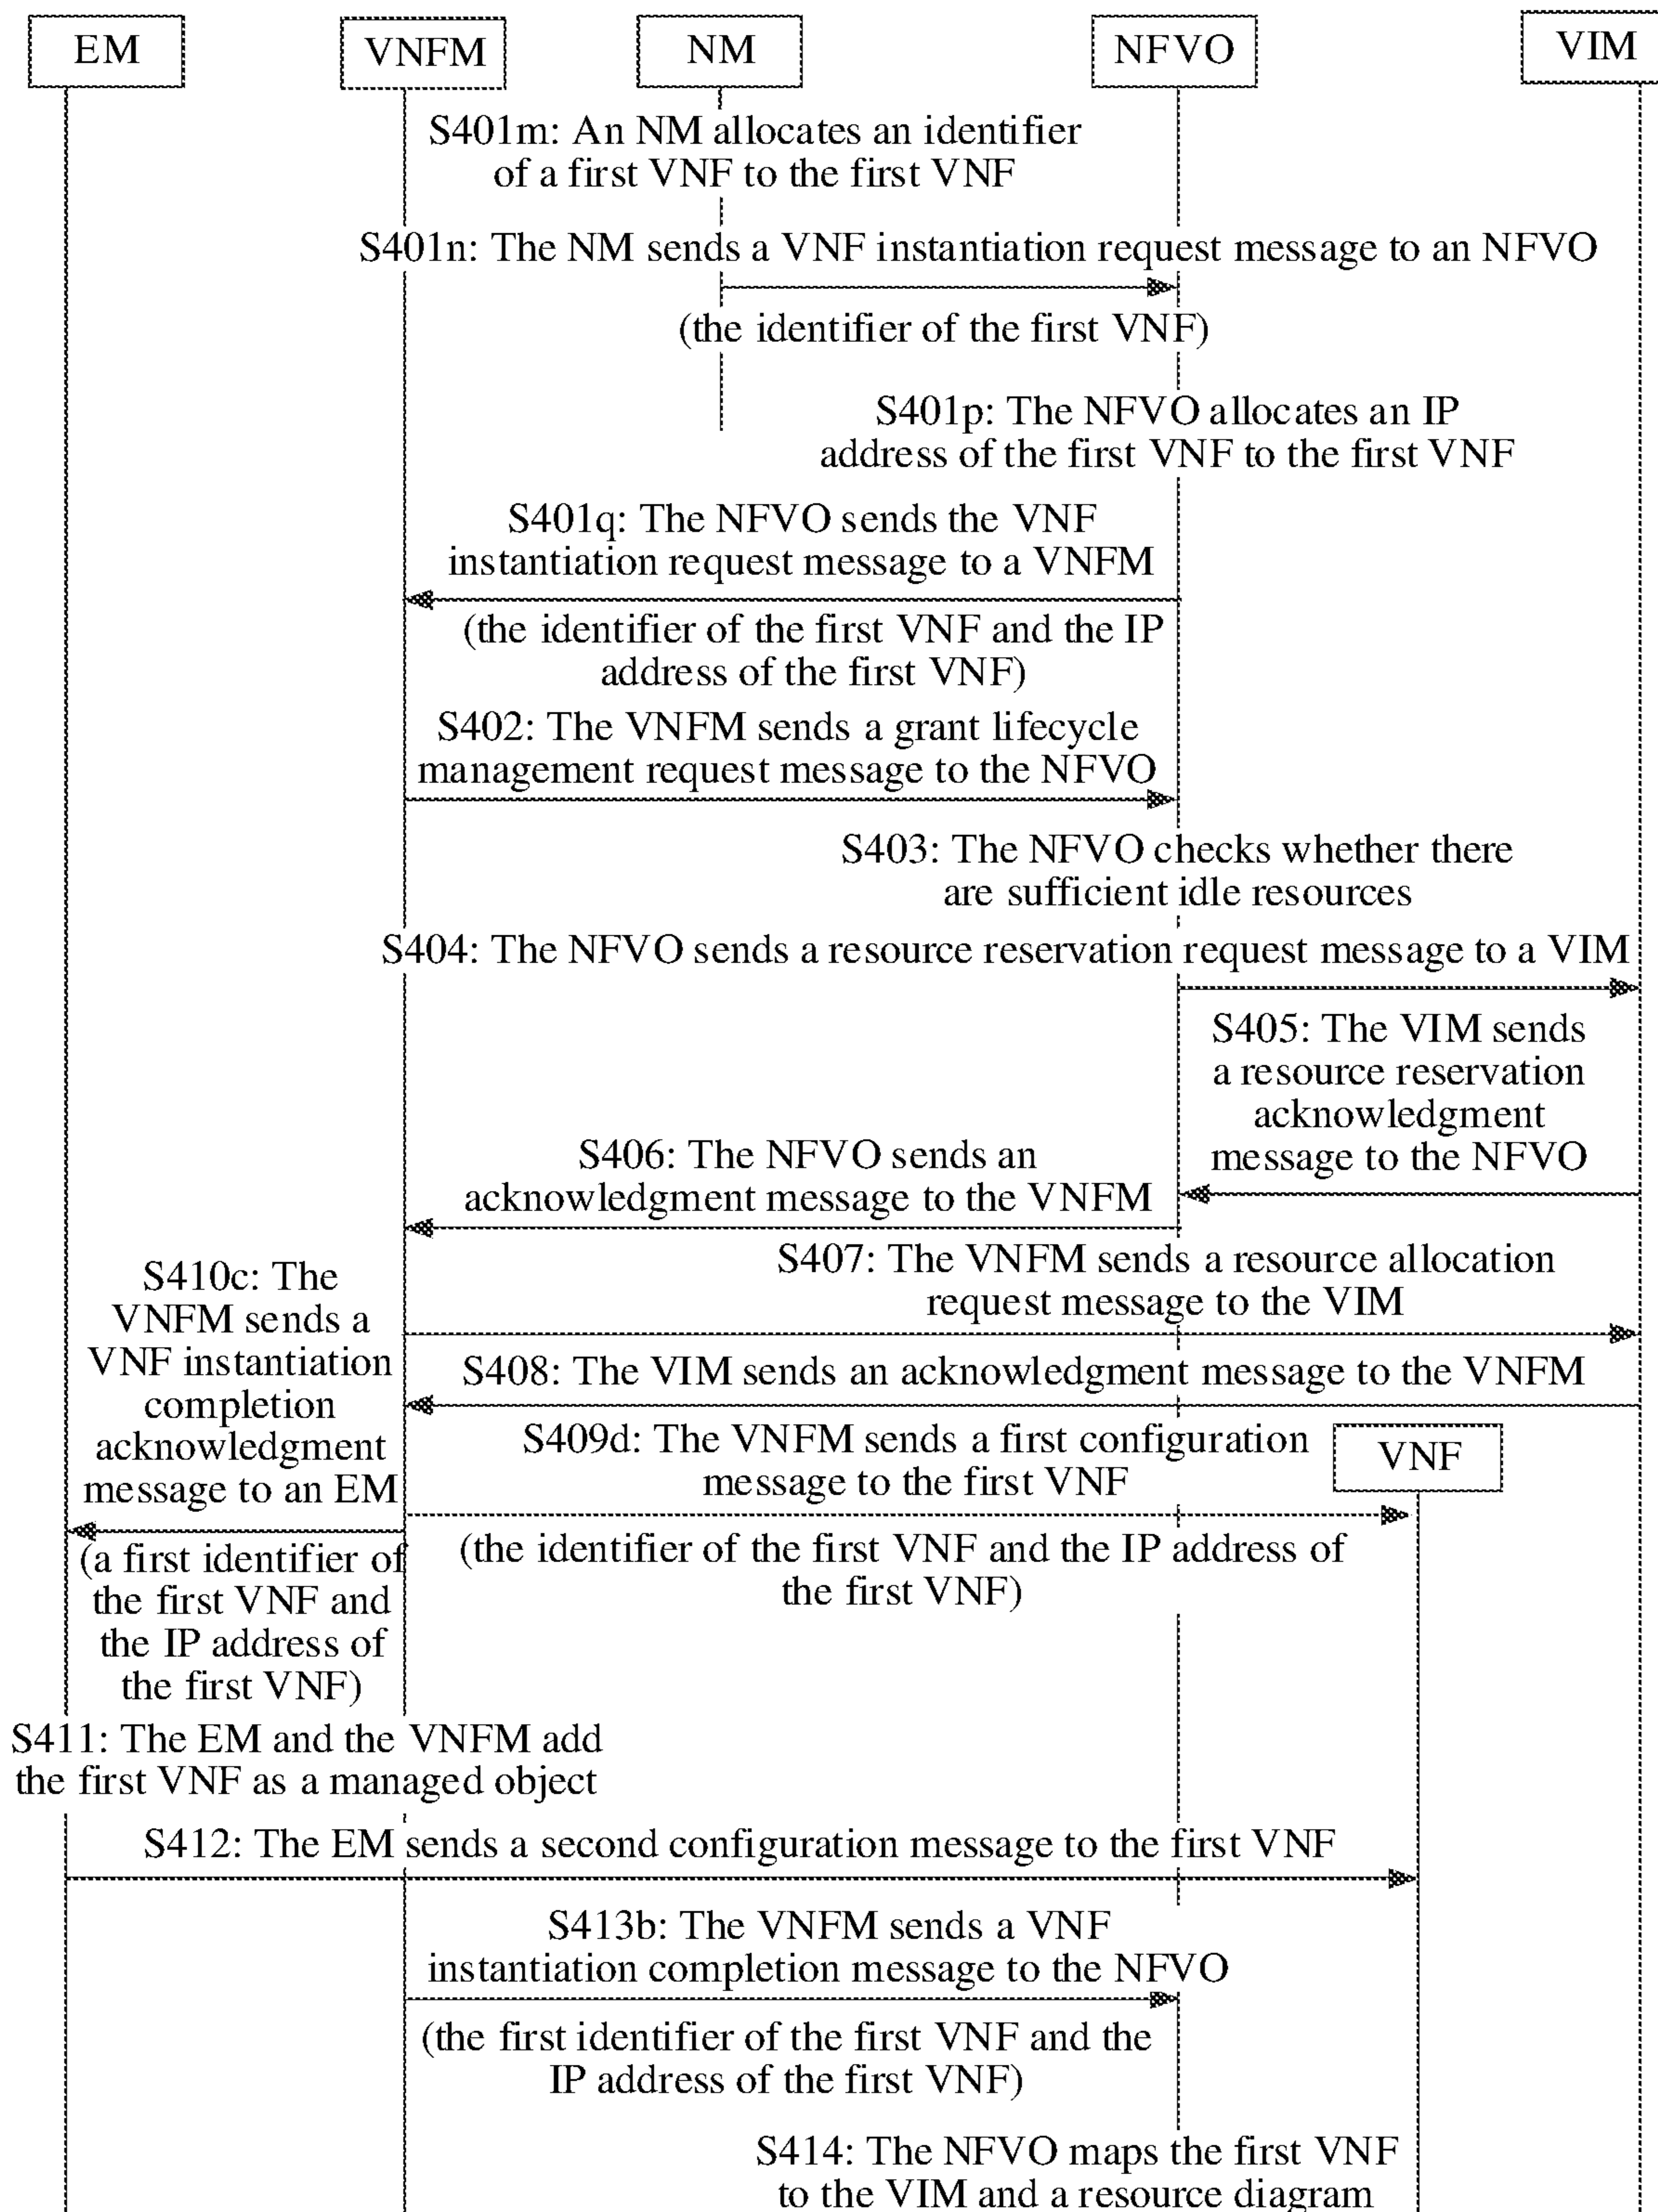 EM
VNFM
NM
NFVO
VIM
S401m: An NM allocates an identifier
of a first VNF to the first VNF
S401n: The NM sends a VNF instantiation request message to an NFVO
(the identifier of the first VNF)
S401p: The NFVO allocates an IP
address of the first VNF to the first VNF
S401q: The NFVO sends the VNF
instantiation request message to a VNFM
(the identifier of the first VNF and the IP
address of the first VNF)
S402: The VNFM sends a grant lifecycle
management request message to the NFVO
S403: The NFVO checks whether there
are sufficient idle resources
S404: The NFVO sends a resource reservation request message to a VIM
S405: The VIM sends
a resource reservation
acknowledgment
message to the NFVO
S406: The NFVO sends an
acknowledgment message to the VNFM
S407: The VNFM sends a resource allocation
request message to the VIM
S410c: The
VNFM sends a
VNF instantiation
completion
acknowledgment
message to an EM
(a first identifier of
the first VNF and
the IP address of
the first VNF)
S408: The VIM sends an acknowledgment message to the VNFM
S409d: The VNFM sends a first configuration
message to the first VNF
VNF
(the identifier of the first VNF and the IP address of
the first VNF)
S411: The EM and the VNFM add
the first VNF as a managed object
S412: The EM sends a second configuration message to the first VNF
S413b: The VNFM sends a VNF
instantiation completion message to the NFVO
(the first identifier of the first VNF and the
IP address of the first VNF)
S414: The NFVO maps the first VNF
to the VIM and a resource diagram